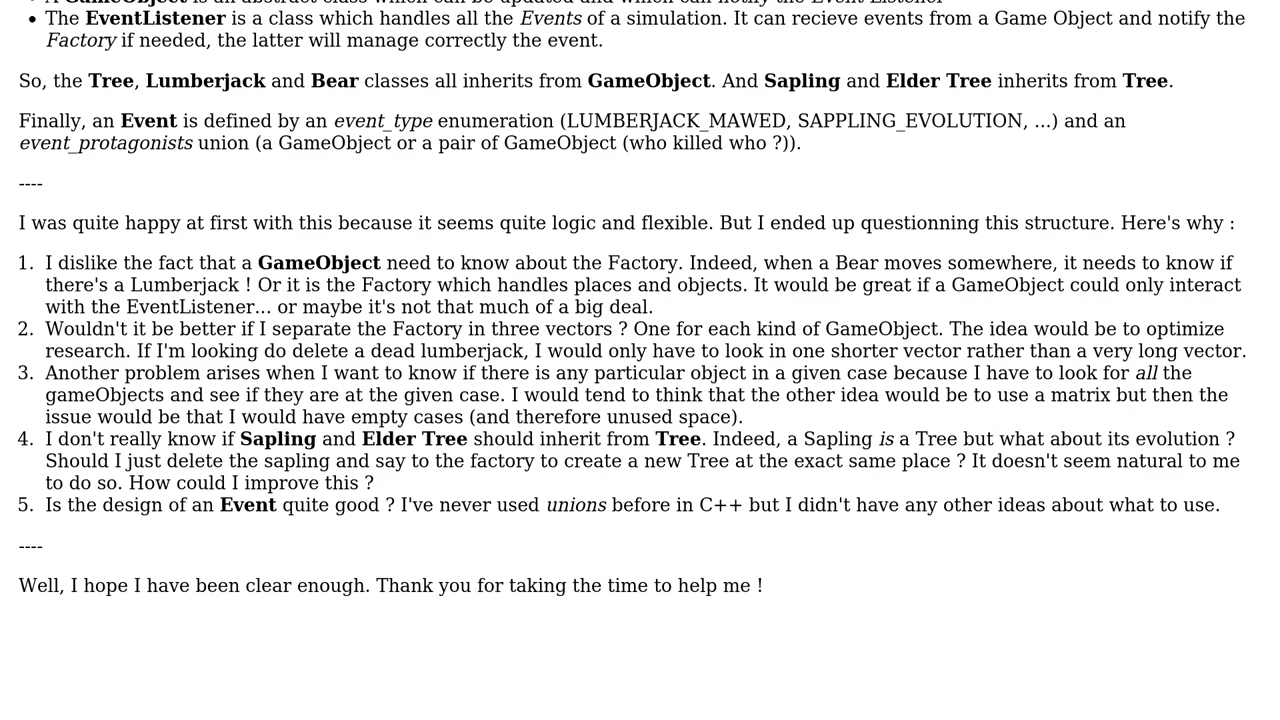 A GameObject is an abstract class which can be updated and which can notify the Event Listener
• The EventListener is a class which handles all the Events of a simulation. It can recieve events from a Game Object and notify the
Factory if needed, the latter will manage correctly the event.
So, the Tree, Lumberjack and Bear classes all inherits from GameObject. And Sapling and Elder Tree inherits from Tree.
Finally, an Event is defined by an event_type enumeration (LUMBERJACK_MAWED, SAPPLING_EVOLUTION, ...) and an
event_protagonists union (a GameObject or a pair of GameObject (who killed who ?)).
----
I was quite happy at first with this because it seems quite logic and flexible. But I ended up questionning this structure. Here's why :
1. I dislike the fact that a GameObject need to know about the Factory. Indeed, when a Bear moves somewhere, it needs to know if
there's a Lumberjack ! Or it is the Factory which handles places and objects. It would be great if a GameObject could only interact
with the EventListener... or maybe it's not that much of a big deal.
2. Wouldn't it be better if I separate the Factory in three vectors ? One for each kind of GameObject. The idea would be to optimize
research. If I'm looking do delete a dead lumberjack, I would only have to look in one shorter vector rather than a very long vector.
3. Another problem arises when I want to know if there is any particular object in a given case because I have to look for all the
gameObjects and see if they are at the given case. I would tend to think that the other idea would be to use a matrix but then the
issue would be that I would have empty cases (and therefore unused space).
4. I don't really know if Sapling and Elder Tree should inherit from Tree. Indeed, a Sapling is a Tree but what about its evolution ?
Should I just delete the sapling and say to the factory to create a new Tree at the exact same place ? It doesn't seem natural to me
to do so. How could I improve this ?
5. Is the design of an Event quite good ? I've never used unions before in C++ but I didn't have any other ideas about what to use.
----
Well, I hope I have been clear enough. Thank you for taking the time to help me !